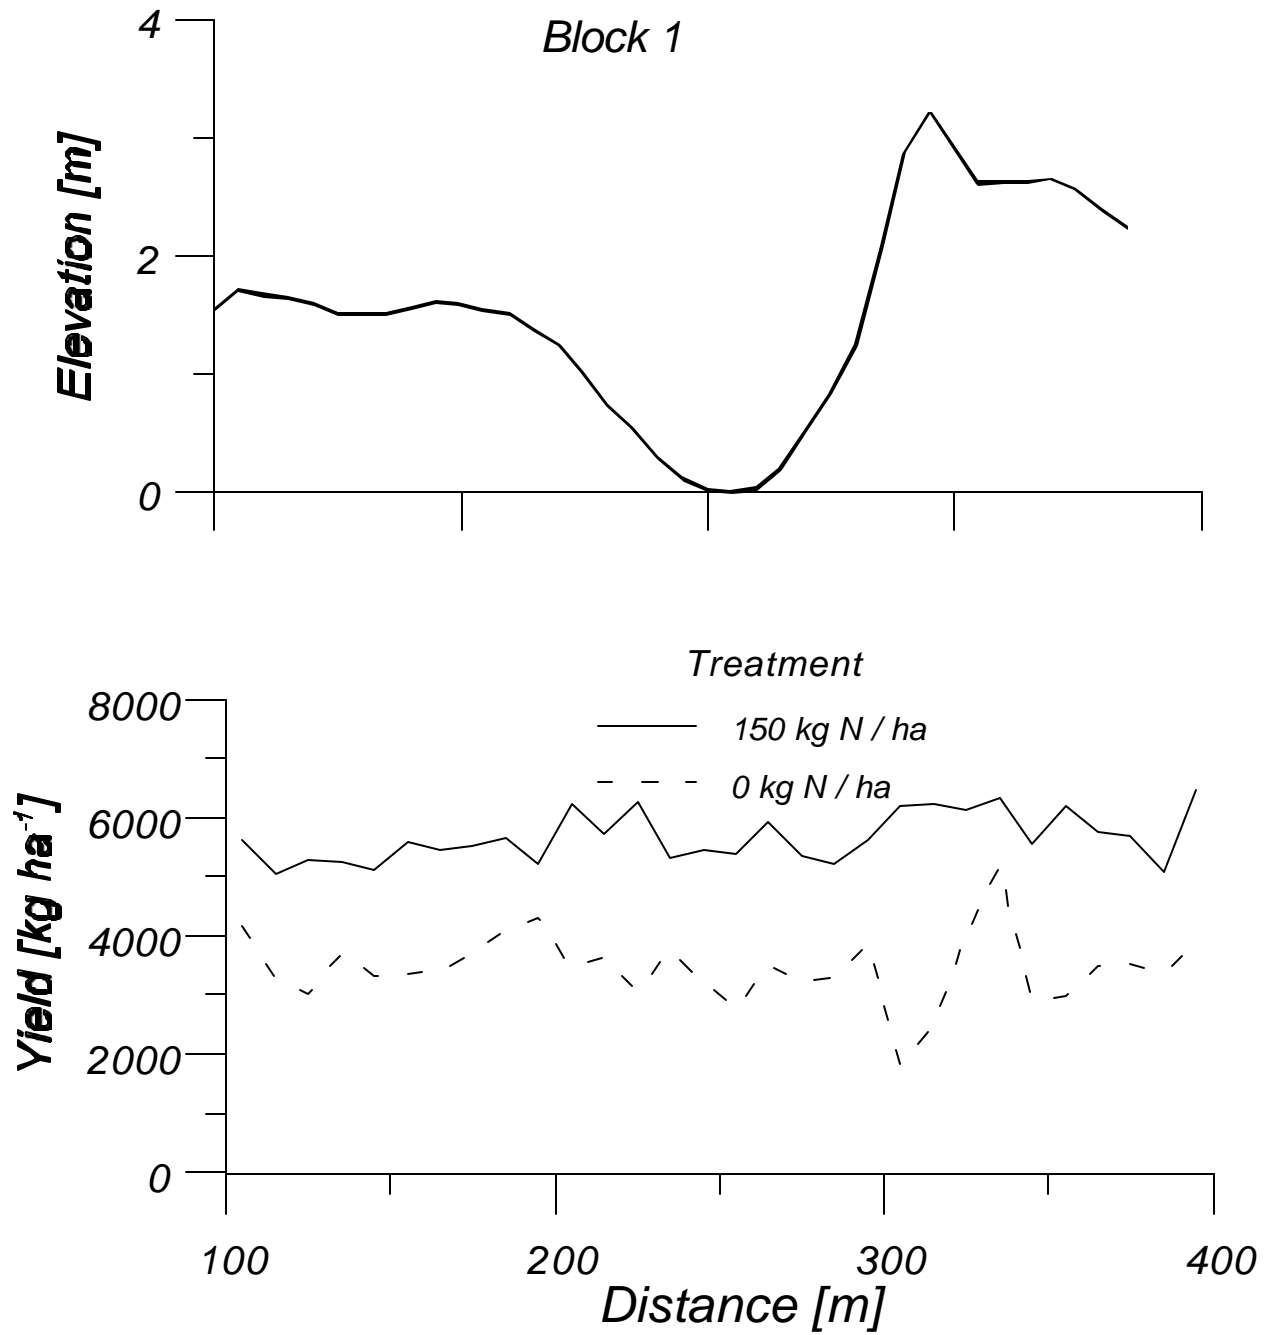 Block 1
4
2
0
Elevation [m]
Treatment
150 kg N / ha
0 kg N / ha
8000
6000
4000
2000
0
Yield [kg ha⁻¹]
100 200 300 400
Distance [m]